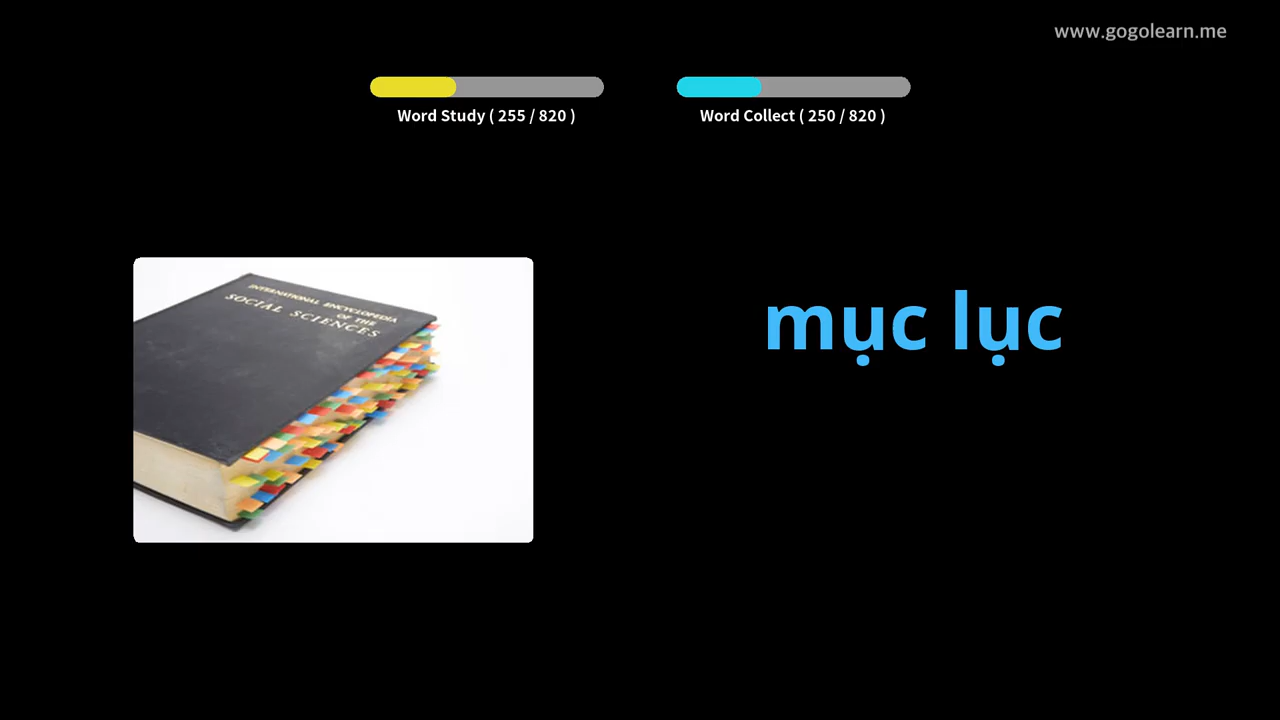 www.gogolearn.me
Word Study ( 255 / 820 )
Word Collect ( 250 / 820 )
INTERNATIONAL ENCYCLOPEDIA
OF THE
SOCIAL SCIENCES
mục lục